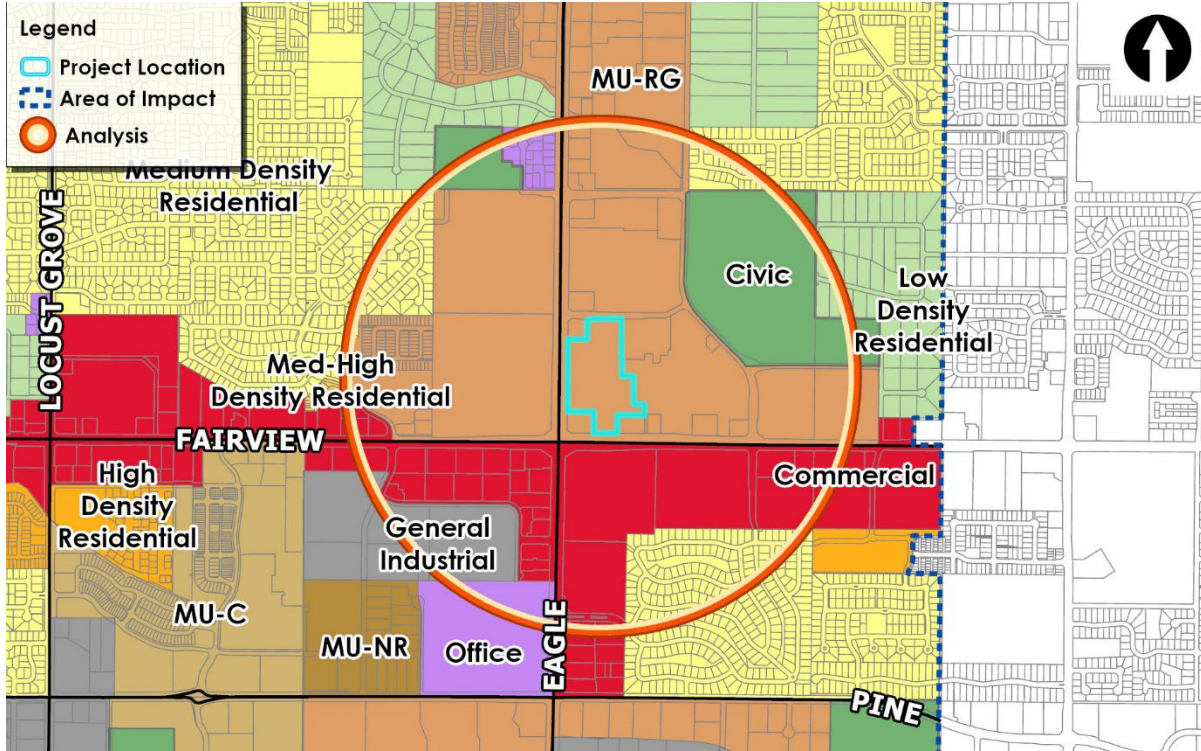 Legend
Project Location
Area of Impact
Analysis
MU-RG
Medium Density
Residential
LOCUST GROVE
Civic
Low
Density
Residential
Med-High
Density Residential
FAIRVIEW
Commercial
High
Density
Residential
General
Industrial
MU-C
MU-NR
Office
EAGLE
PINE